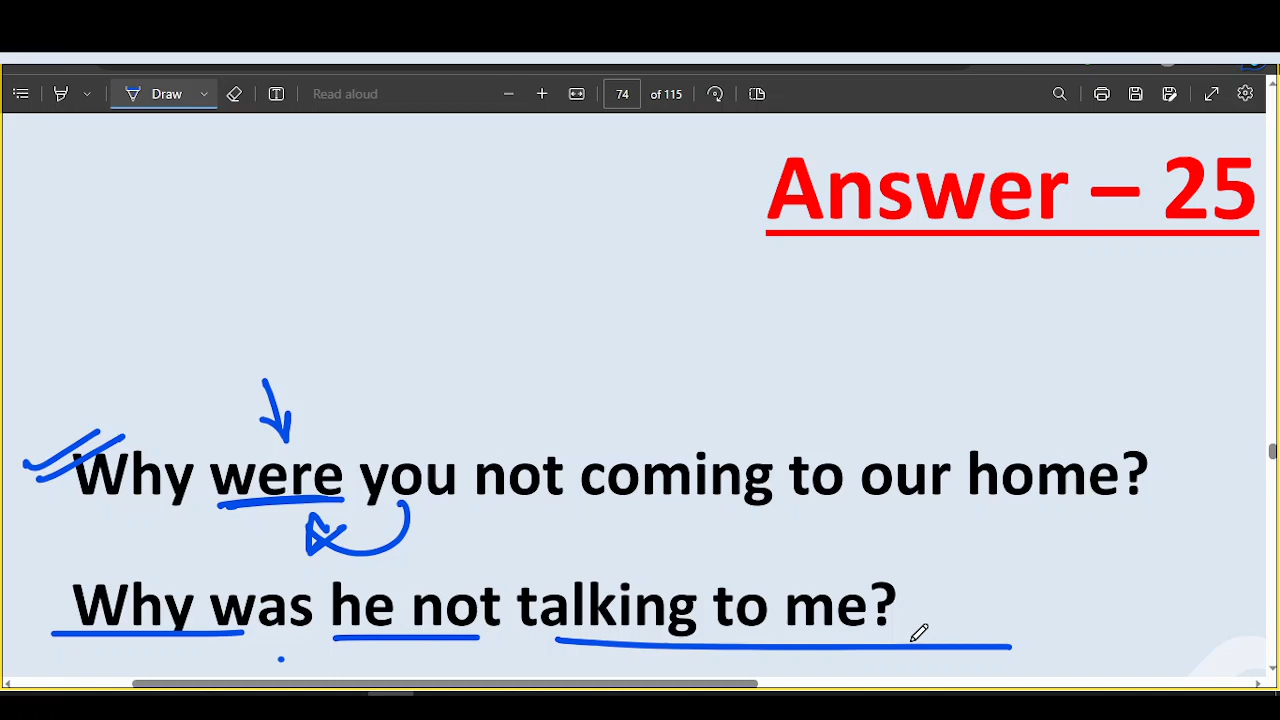 Draw
Read aloud
74 of 115
Answer – 25
Why were you not coming to our home?
Why was he not talking to me?